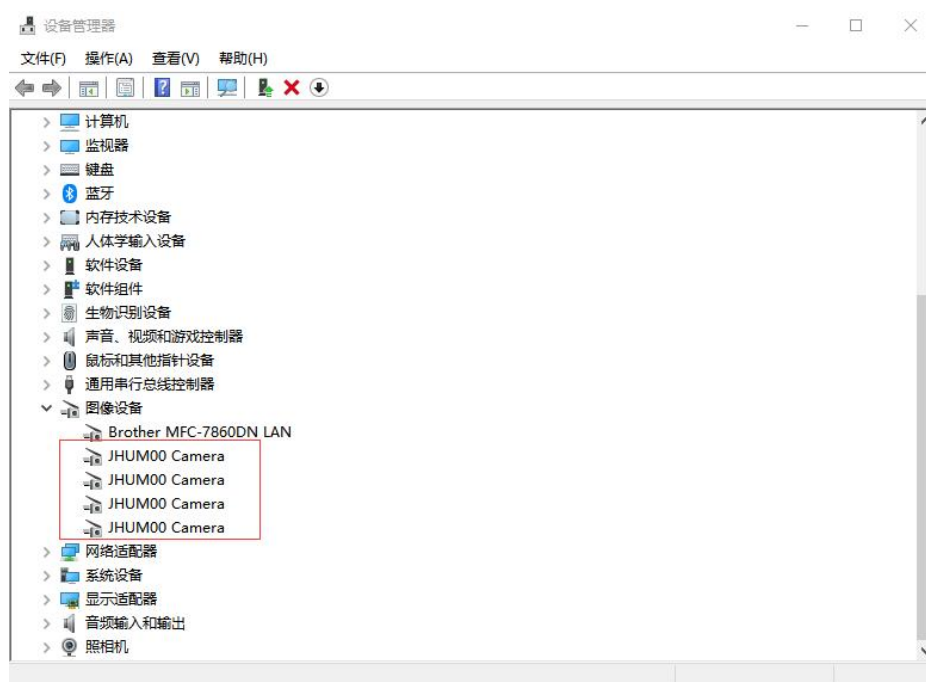 设备管理器
文件(F) 操作(A) 查看(V) 帮助(H)
计算机
监视器
键盘
蓝牙
内存技术设备
人体学输入设备
软件设备
软件组件
生物识别设备
声音、视频和游戏控制器
鼠标和其他指针设备
通用串行总线控制器
图像设备
Brother MFC-7860DN LAN
JHUM00 Camera
JHUM00 Camera
JHUM00 Camera
JHUM00 Camera
网络适配器
系统设备
显示适配器
音频输入和输出
照相机